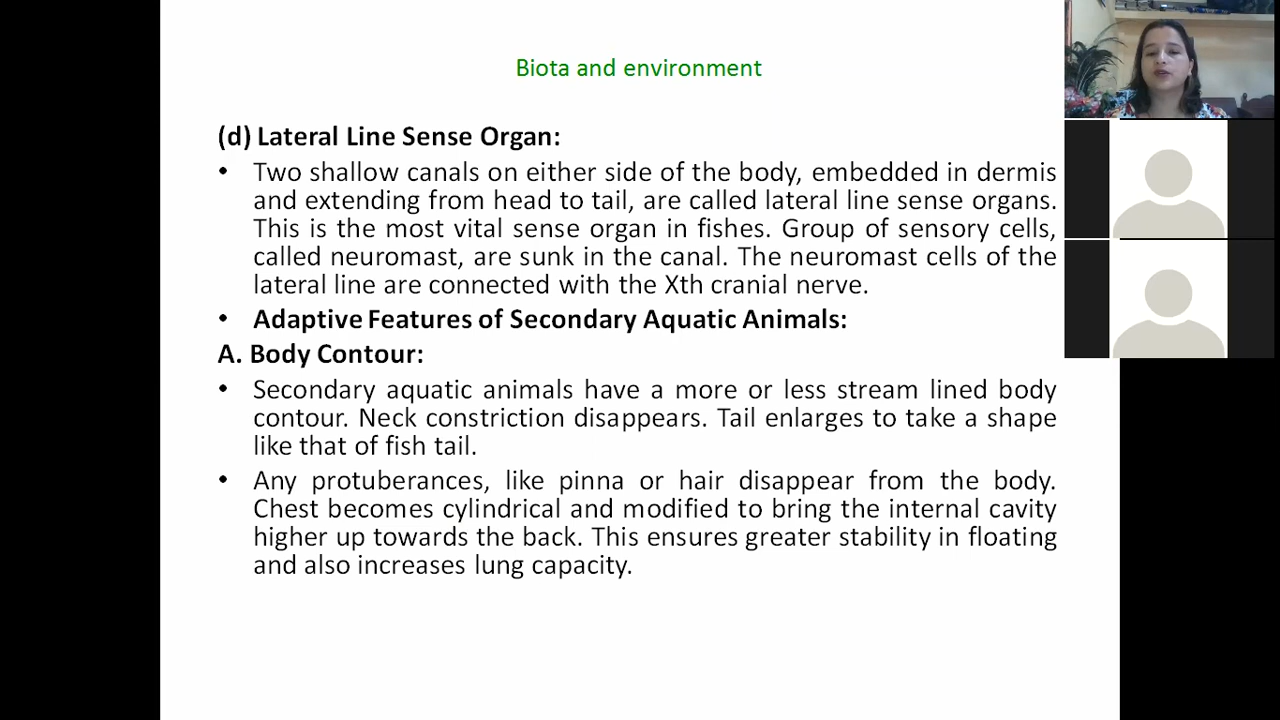 Biota and environment
(d) Lateral Line Sense Organ:
• Two shallow canals on either side of the body, embedded in dermis
and extending from head to tail, are called lateral line sense organs.
This is the most vital sense organ in fishes. Group of sensory cells,
called neuromast, are sunk in the canal. The neuromast cells of the
lateral line are connected with the Xth cranial nerve.
• Adaptive Features of Secondary Aquatic Animals:
A. Body Contour:
• Secondary aquatic animals have a more or less stream lined body
contour. Neck constriction disappears. Tail enlarges to take a shape
like that of fish tail.
• Any protuberances, like pinna or hair disappear from the body.
Chest becomes cylindrical and modified to bring the internal cavity
higher up towards the back. This ensures greater stability in floating
and also increases lung capacity.